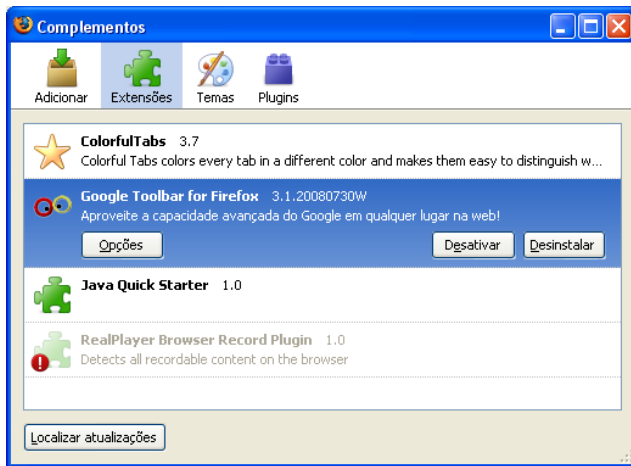 Complementos
Adicionar
Extensões
Temas
Plugins
ColorfulTabs 3.7
Colorful Tabs colors every tab in a different color and makes them easy to distinguish w...
Google Toolbar for Firefox 3.1.20080730W
Aproveite a capacidade avançada do Google em qualquer lugar na web!
Opções
Desativar
Desinstalar
Java Quick Starter 1.0
RealPlayer Browser Record Plugin 1.0
Detects all recordable content on the browser
Localizar atualizações